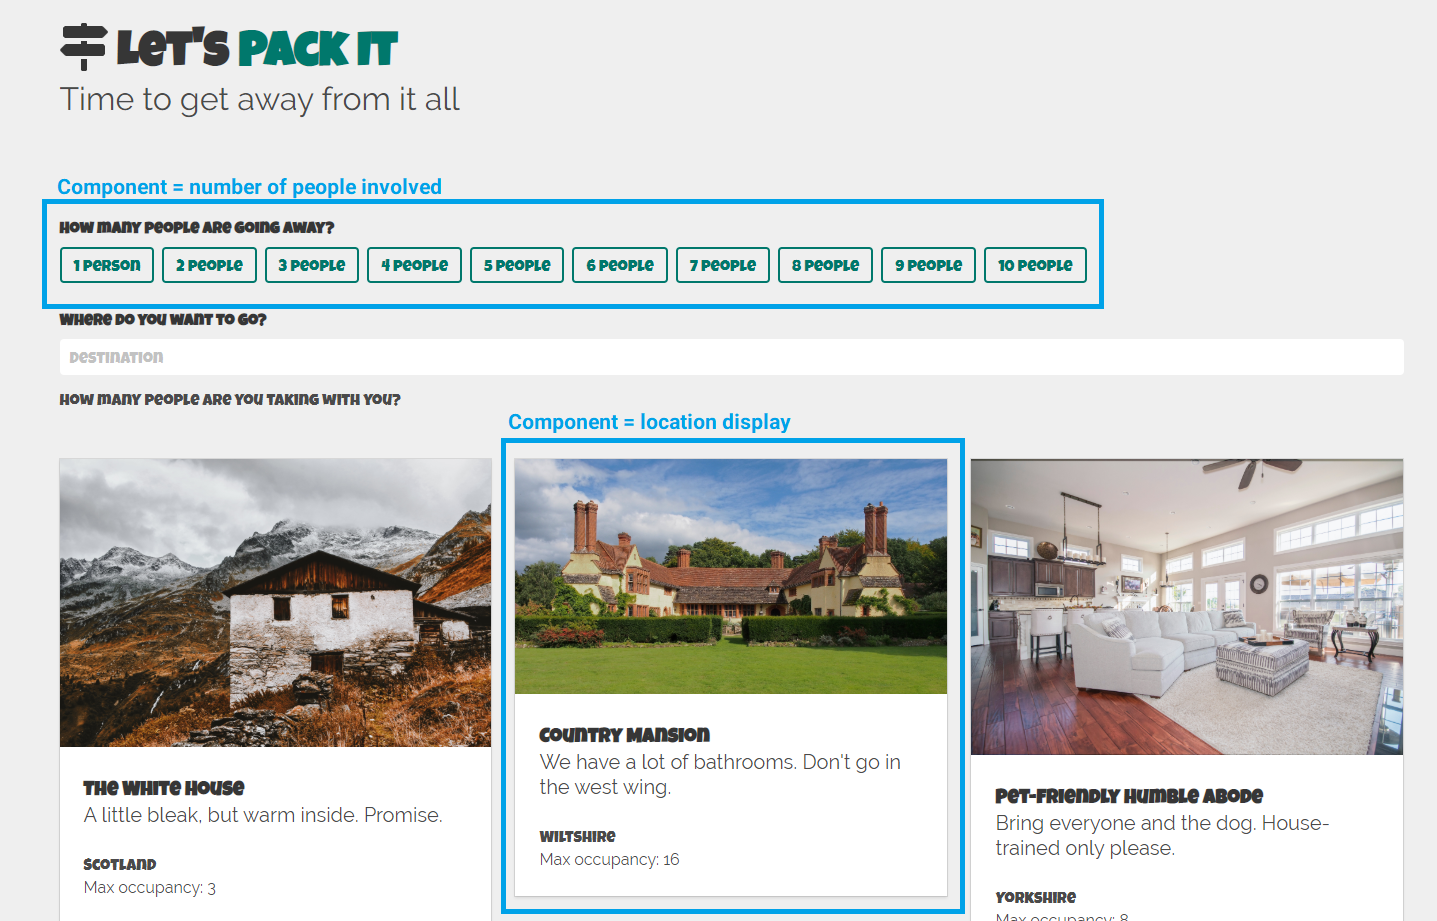 Let's Pack It
Time to get away from it all
Component = number of people involved
How many people are going away?
1 person 2 people 3 people 4 people 5 people 6 people 7 people 8 people 9 people 10 people
Where do you want to go?
Destination
How many people are you taking with you?
Component = location display
The White House
A little bleak, but warm inside. Promise.
Scotland
Max occupancy: 3
Country Mansion
We have a lot of bathrooms. Don't go in
the west wing.
Wiltshire
Max occupancy: 16
Pet-friendly Humble Abode
Bring everyone and the dog. House-
trained only please.
Yorkshire
Max occupancy: 8